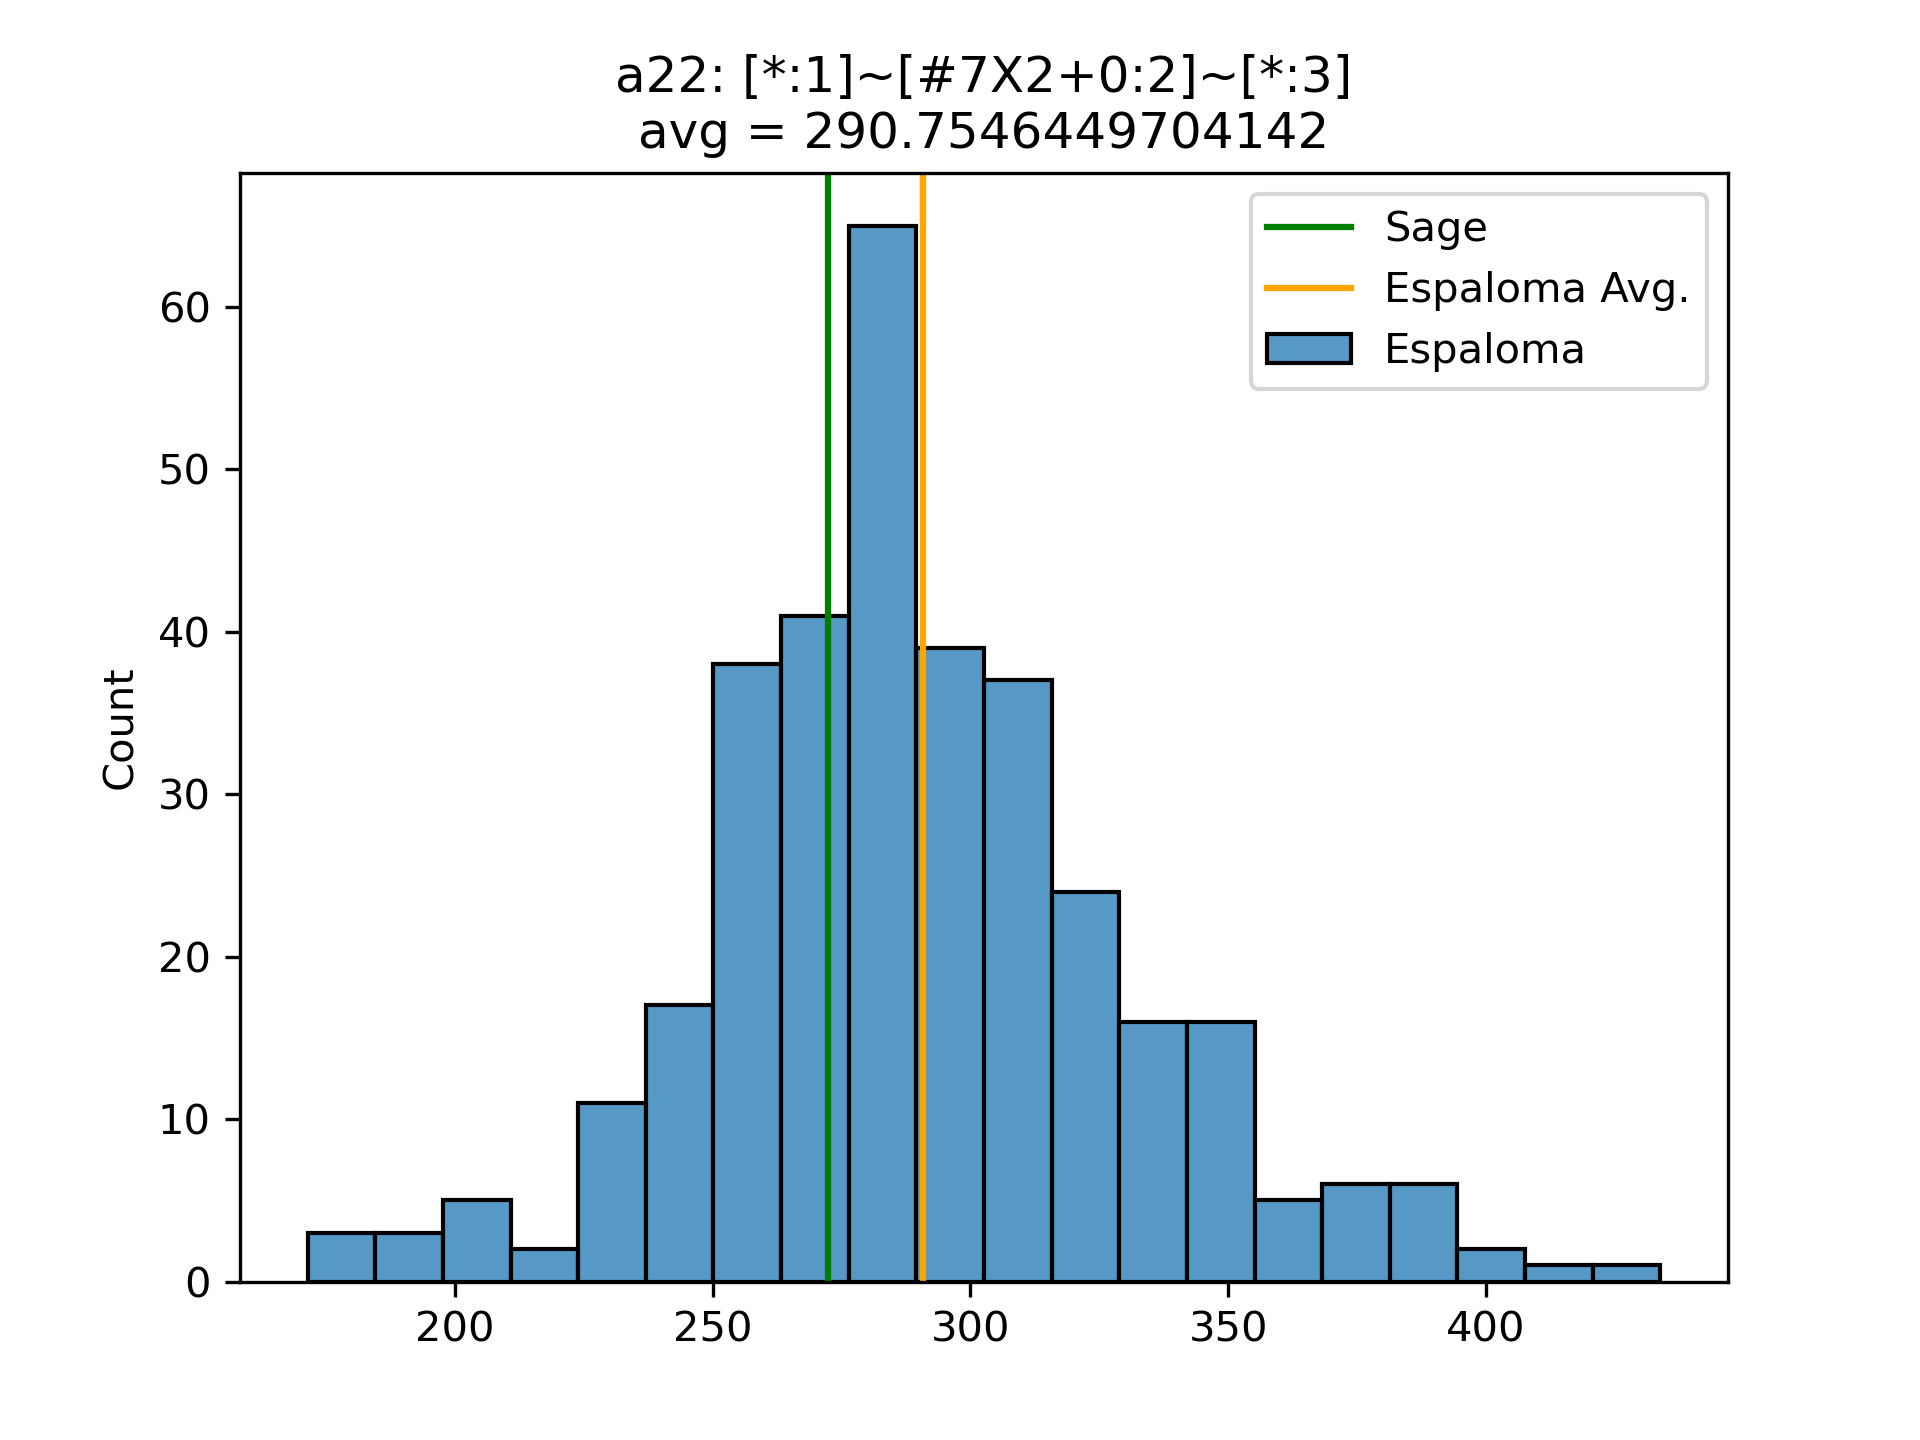 a22: [*:1]~[#7X2+0:2]~[*:3]
avg = 290.7546449704142
Sage
Espaloma Avg.
Espaloma
Count
60
50
40
30
20
10
0
200 250 300 350 400